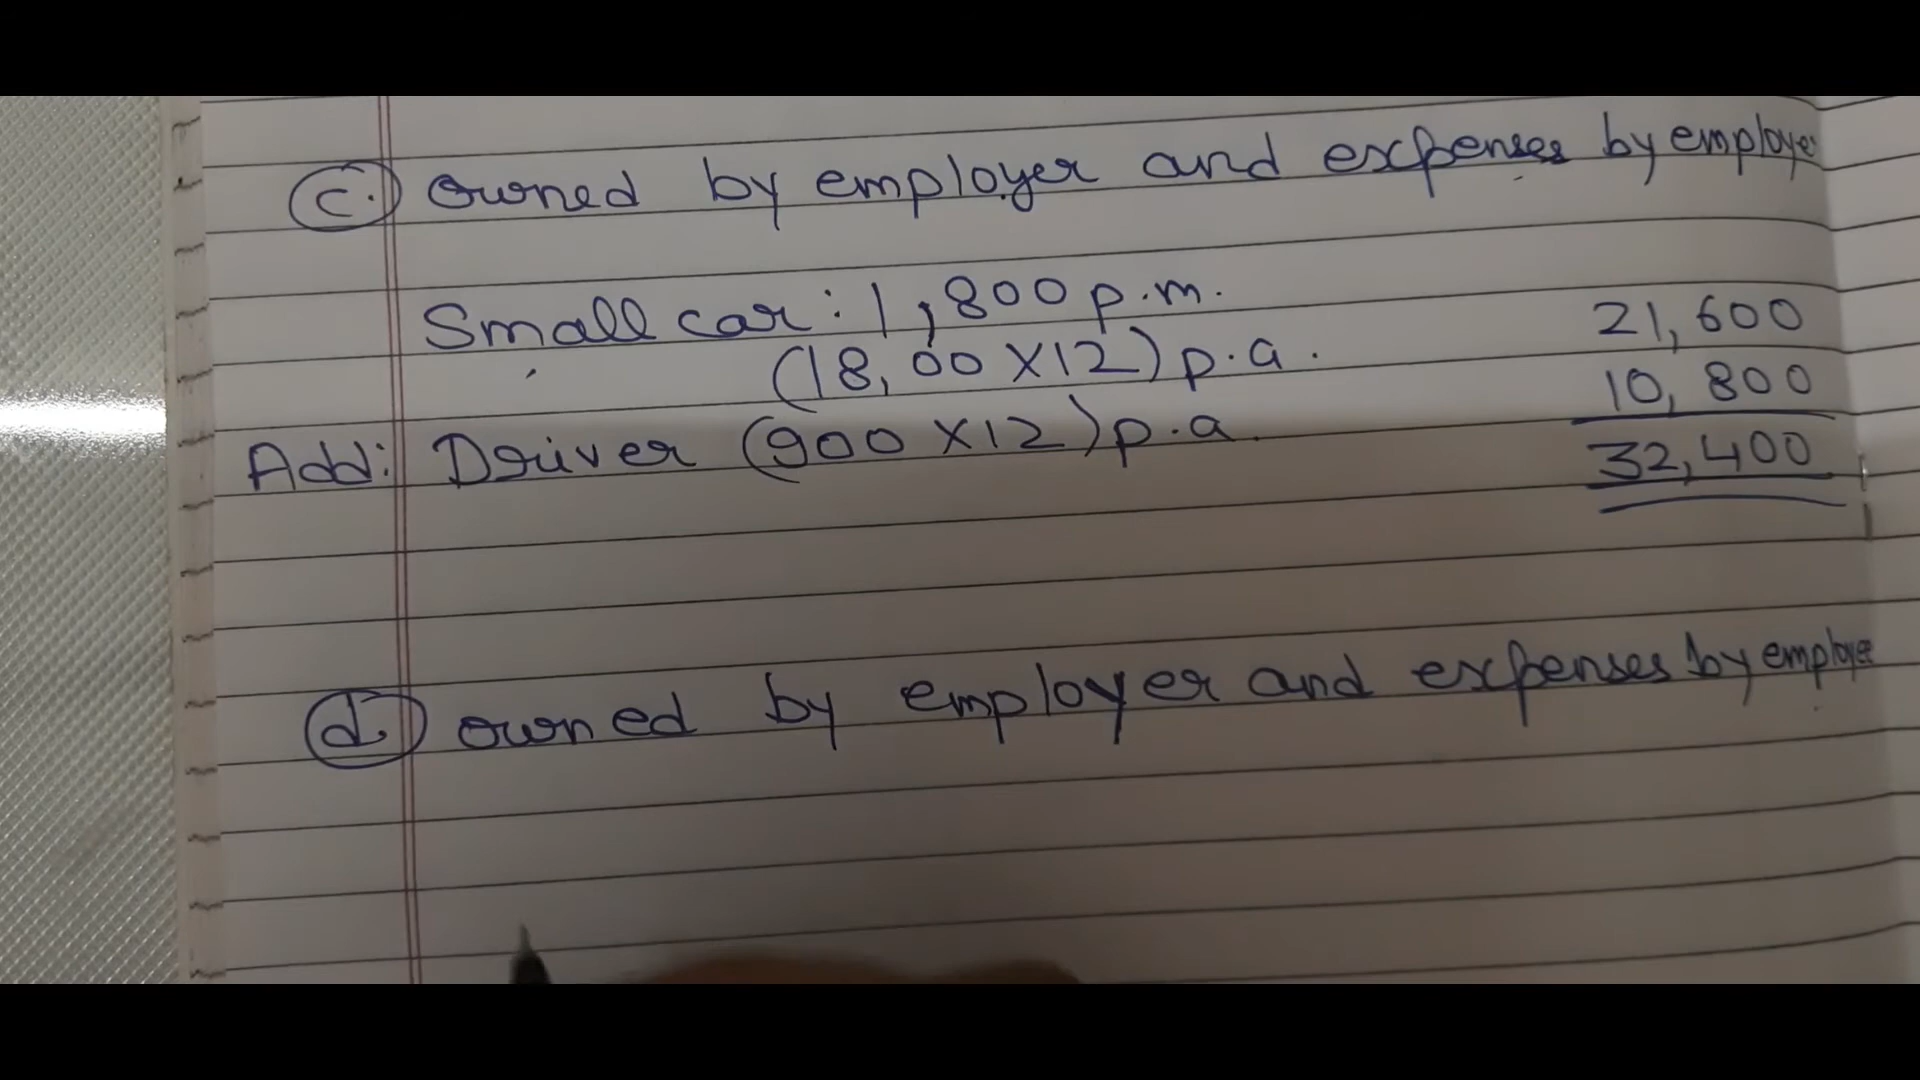 c. owned by employer and expenses by employer
Small car: 1,800 p.m. 21,600
(18,00 X12) p.a. 10,800
Add: Driver (900 X12) p.a. 32,400
d. owned by employer and expenses by employee